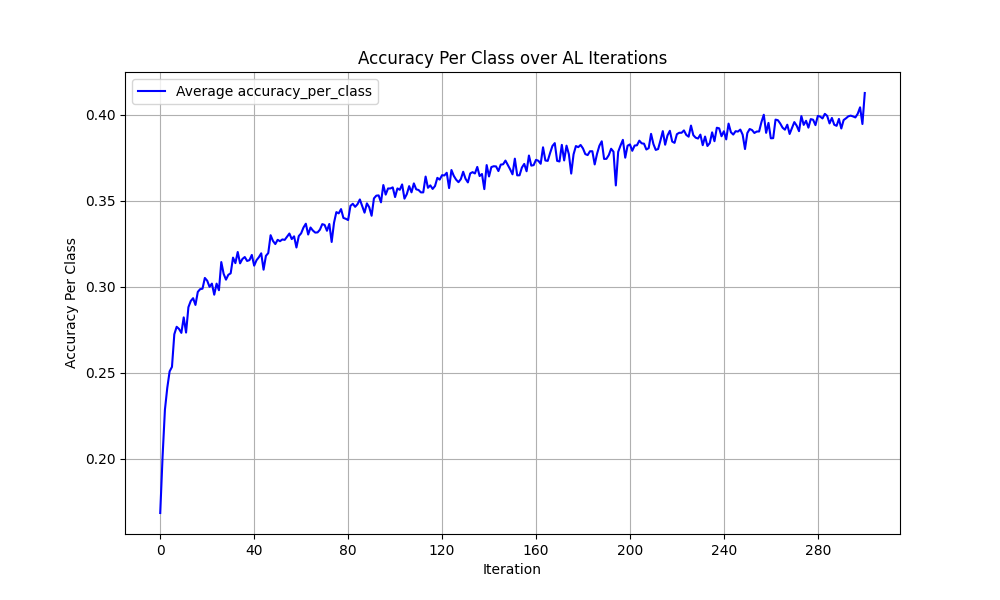 Accuracy Per Class over AL Iterations
Average accuracy_per_class
0.40
0.35
0.30
0.25
0.20
Accuracy Per Class
0 40 80 120 160 200 240 280
Iteration